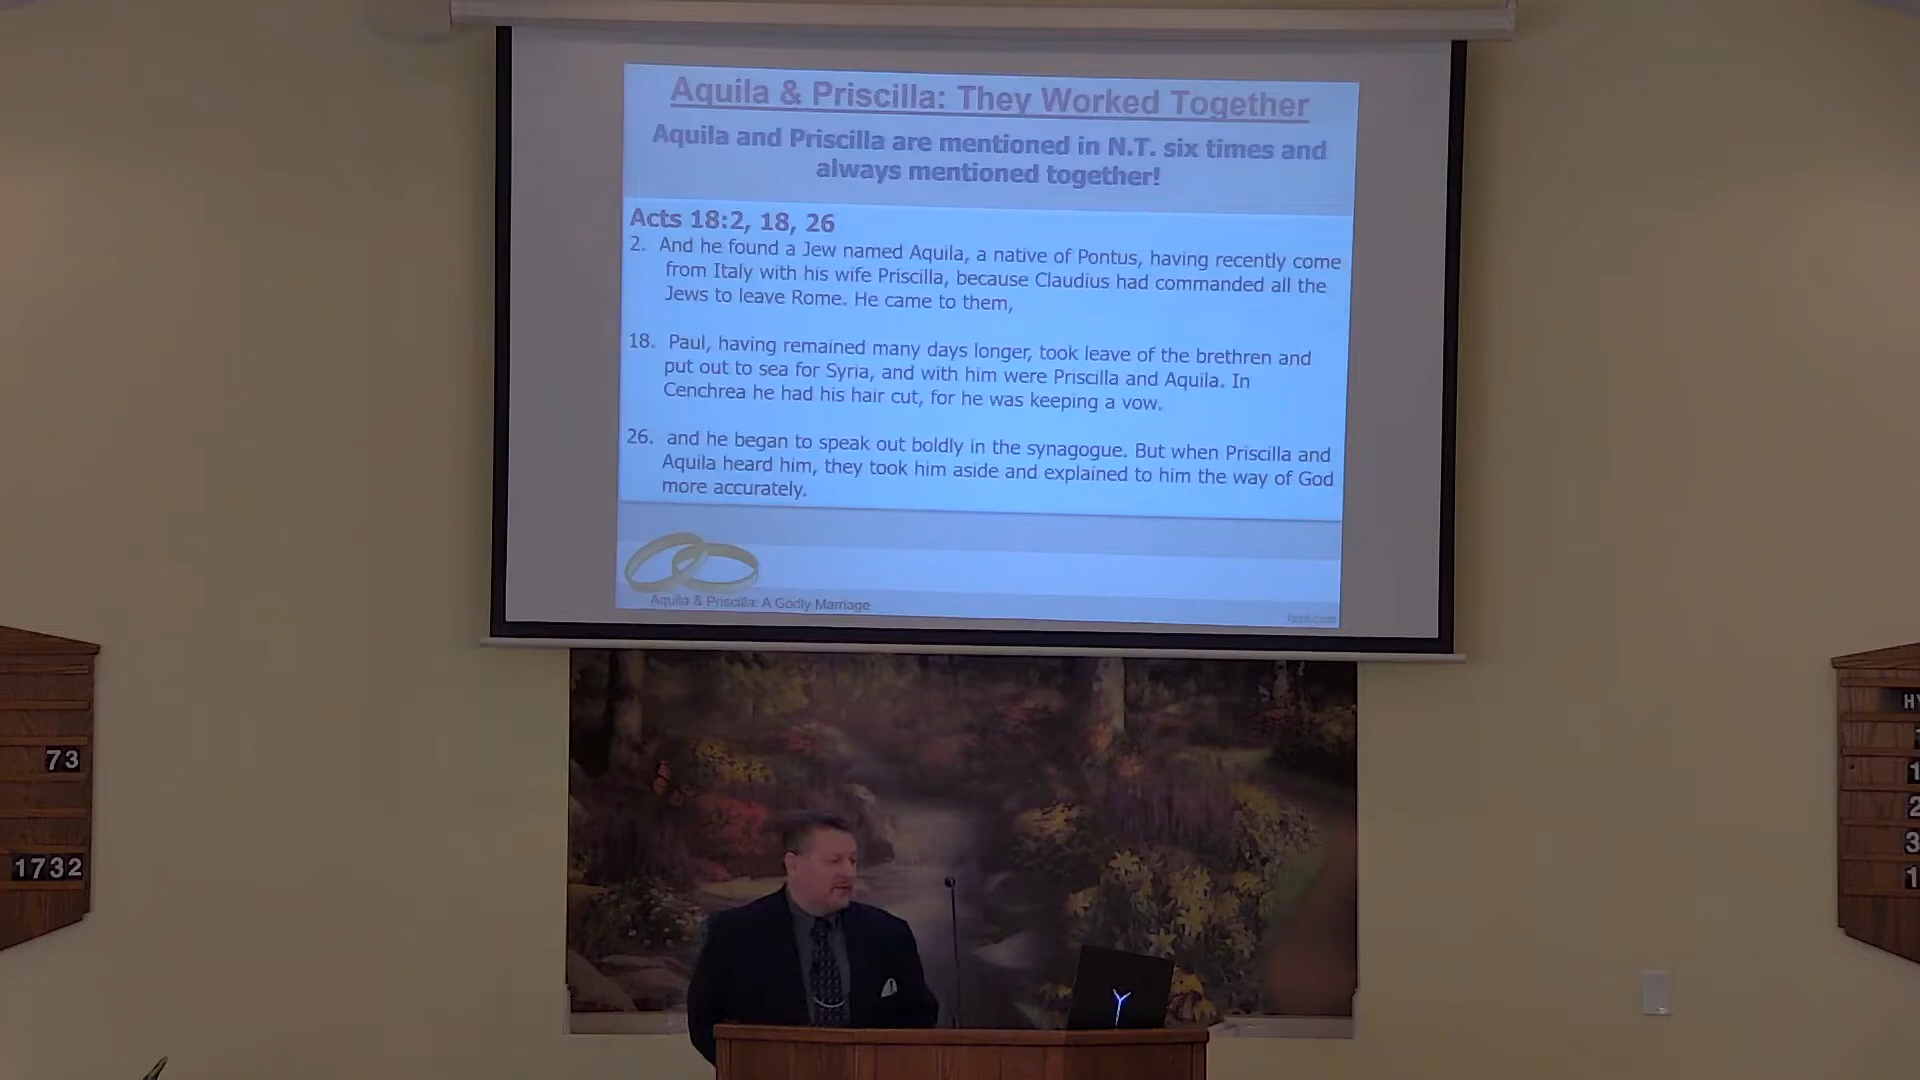 Aquila & Priscilla: They Worked Together
Aquila and Priscilla are mentioned in N.T. six times and
always mentioned together!
Acts 18:2, 18, 26
2. And he found a Jew named Aquila, a native of Pontus, having recently come
from Italy with his wife Priscilla, because Claudius had commanded all the
Jews to leave Rome. He came to them,
18. Paul, having remained many days longer, took leave of the brethren and
put out to sea for Syria, and with him were Priscilla and Aquila. In
Cenchrea he had his hair cut, for he was keeping a vow.
26. and he began to speak out boldly in the synagogue. But when Priscilla and
Aquila heard him, they took him aside and explained to him the way of God
more accurately.
Aquila & Priscilla: A Godly Marriage
73
1732
HY
1
1
2
3
1